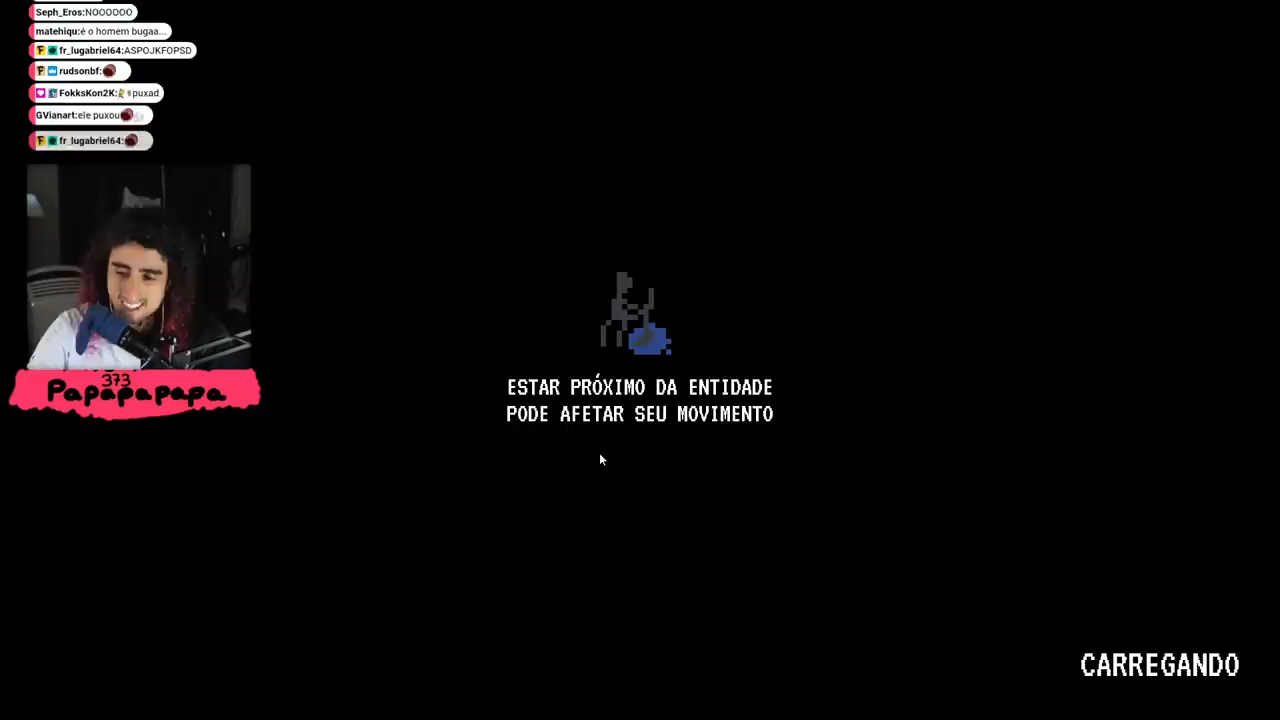 Seph_Eros:NOOOOOO
matehiqu:é o homem bugaa...
fr_lugabriel64:ASPOJKFOPSD
rudsonbf:
FokksKon2K: puxad
GVianart:ele puxou
fr_lugabriel64:
373
Papapapapa
ESTAR PRÓXIMO DA ENTIDADE
PODE AFETAR SEU MOVIMENTO
CARREGANDO